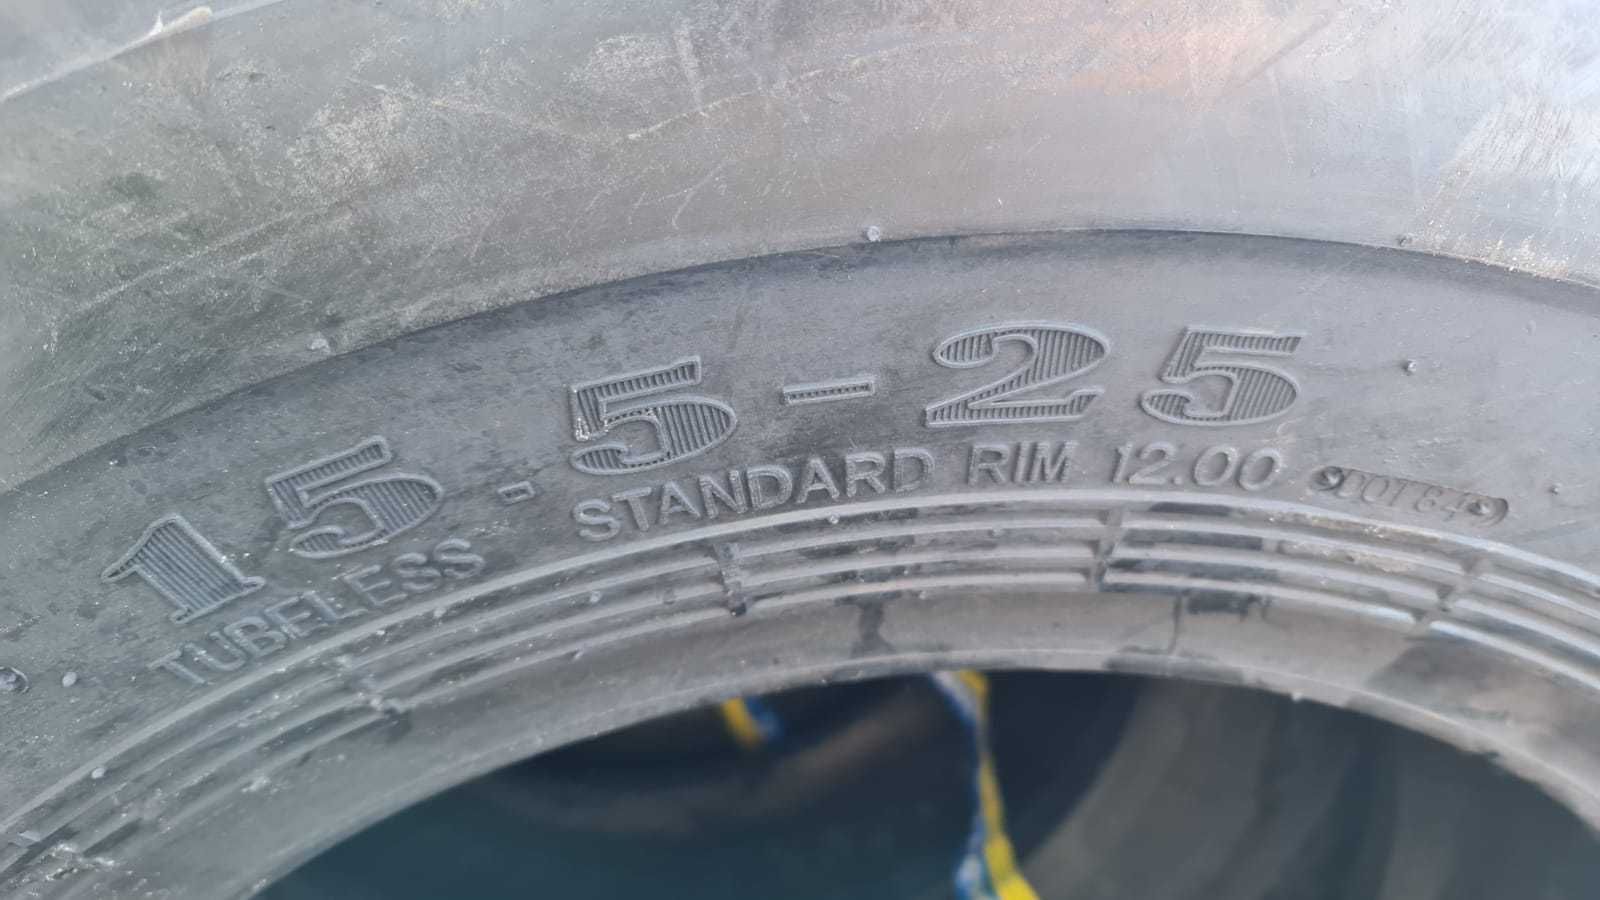 15.5-25
TUBELESS
STANDARD RIM 12.00